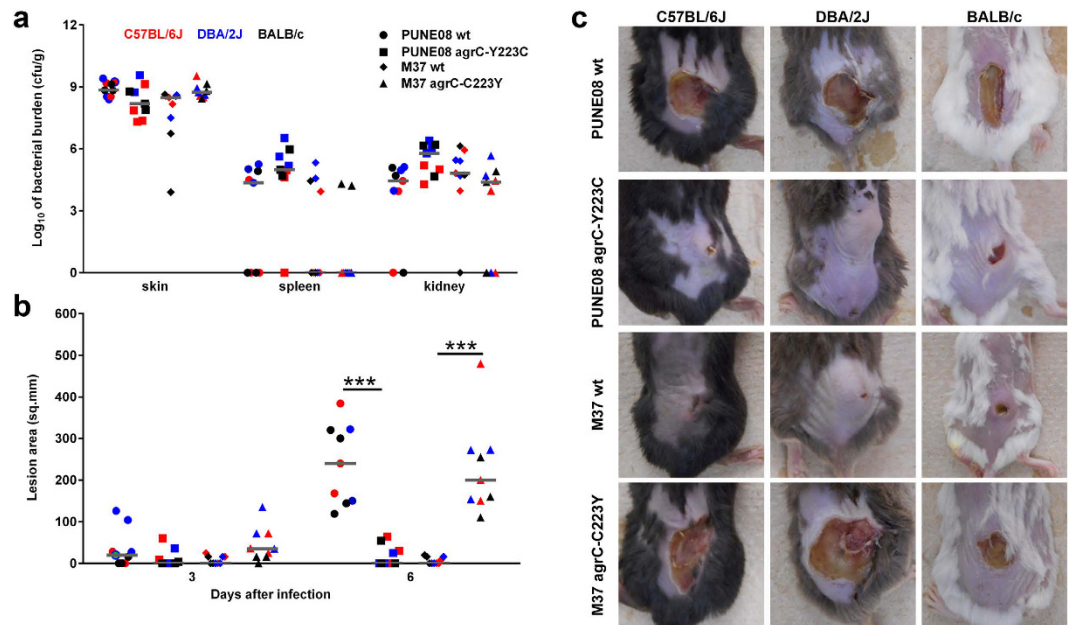 a
12
9
6
3
0
Log10 of bacterial burden (cfu/g)
C57BL/6J DBA/2J BALB/c
PUNE08 wt
PUNE08 agrC-Y223C
M37 wt
M37 agrC-C223Y
skin spleen kidney
b
600
500
400
300
200
100
0
Lesion area (sq.mm)
***
***
3 6
Days after infection
c
C57BL/6J DBA/2J BALB/c
PUNE08 wt
PUNE08 agrC-Y223C
M37 wt
M37 agrC-C223Y